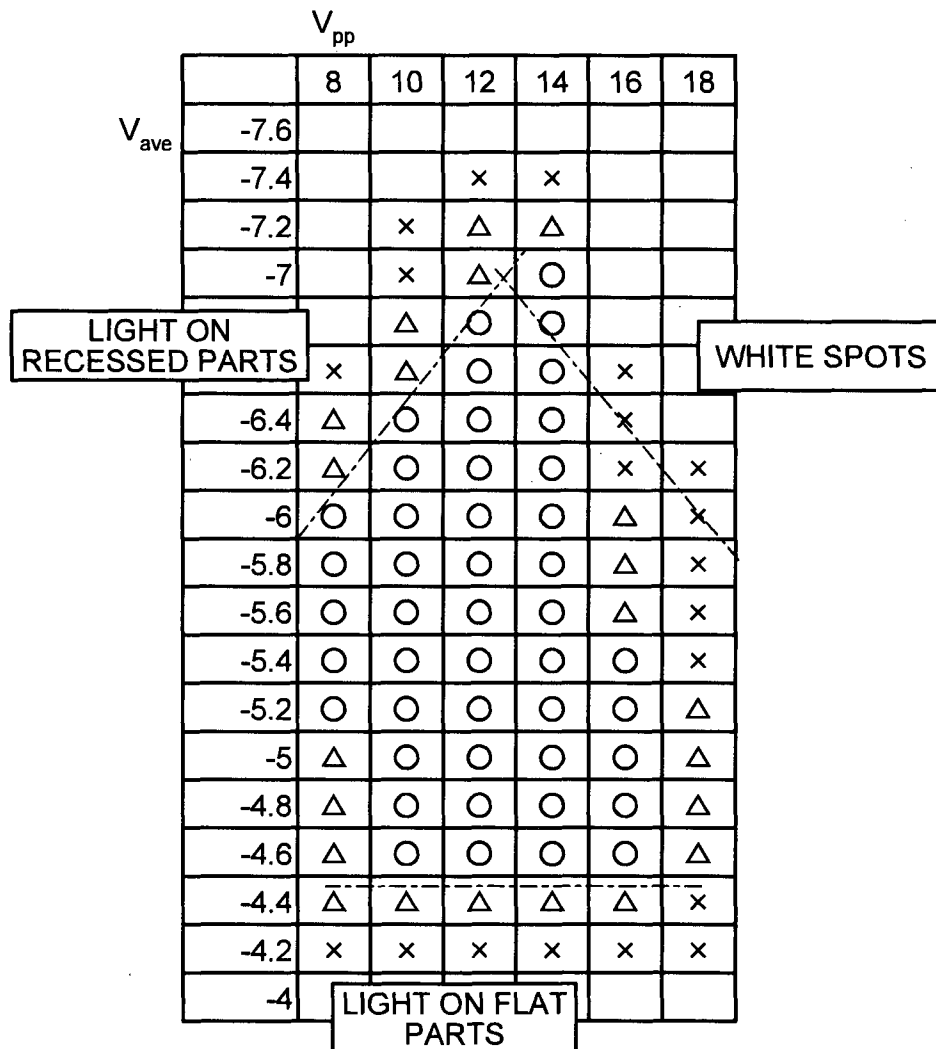 Vpp
8 10 12 14 16 18
Vave -7.6
-7.4 × × 
-7.2 × △ △
-7 × △ ○
△ ○ ○
LIGHT ON
RECESSED PARTS
WHITE SPOTS
× △ ○ ○ ×
-6.4 △ ○ ○ ○ ×
-6.2 △ ○ ○ ○ × ×
-6 ○ ○ ○ ○ △ ×
-5.8 ○ ○ ○ ○ △ ×
-5.6 ○ ○ ○ ○ △ ×
-5.4 ○ ○ ○ ○ ○ ×
-5.2 ○ ○ ○ ○ ○ △
-5 △ ○ ○ ○ ○ △
-4.8 △ ○ ○ ○ ○ △
-4.6 △ ○ ○ ○ ○ △
-4.4 △ △ △ △ △ ×
-4.2 × × × × × ×
-4
LIGHT ON FLAT
PARTS